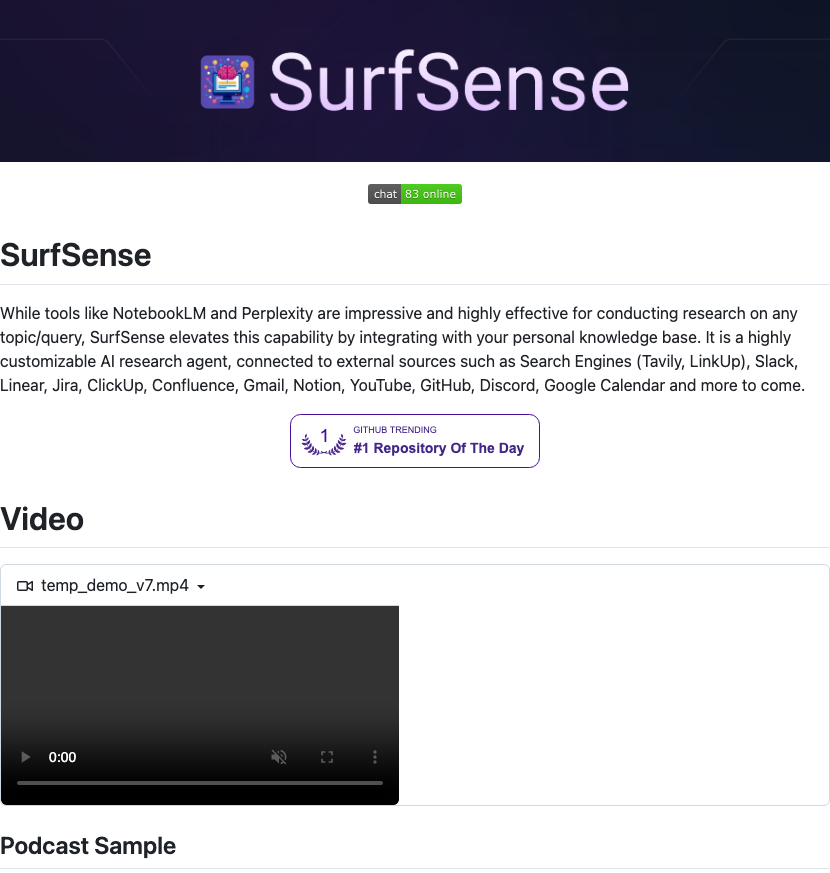 SurfSense
chat 83 online
SurfSense
While tools like NotebookLM and Perplexity are impressive and highly effective for conducting research on any
topic/query, SurfSense elevates this capability by integrating with your personal knowledge base. It is a highly
customizable AI research agent, connected to external sources such as Search Engines (Tavily, LinkUp), Slack,
Linear, Jira, ClickUp, Confluence, Gmail, Notion, YouTube, GitHub, Discord, Google Calendar and more to come.
1
GITHUB TRENDING
#1 Repository Of The Day
Video
temp_demo_v7.mp4
0:00
Podcast Sample